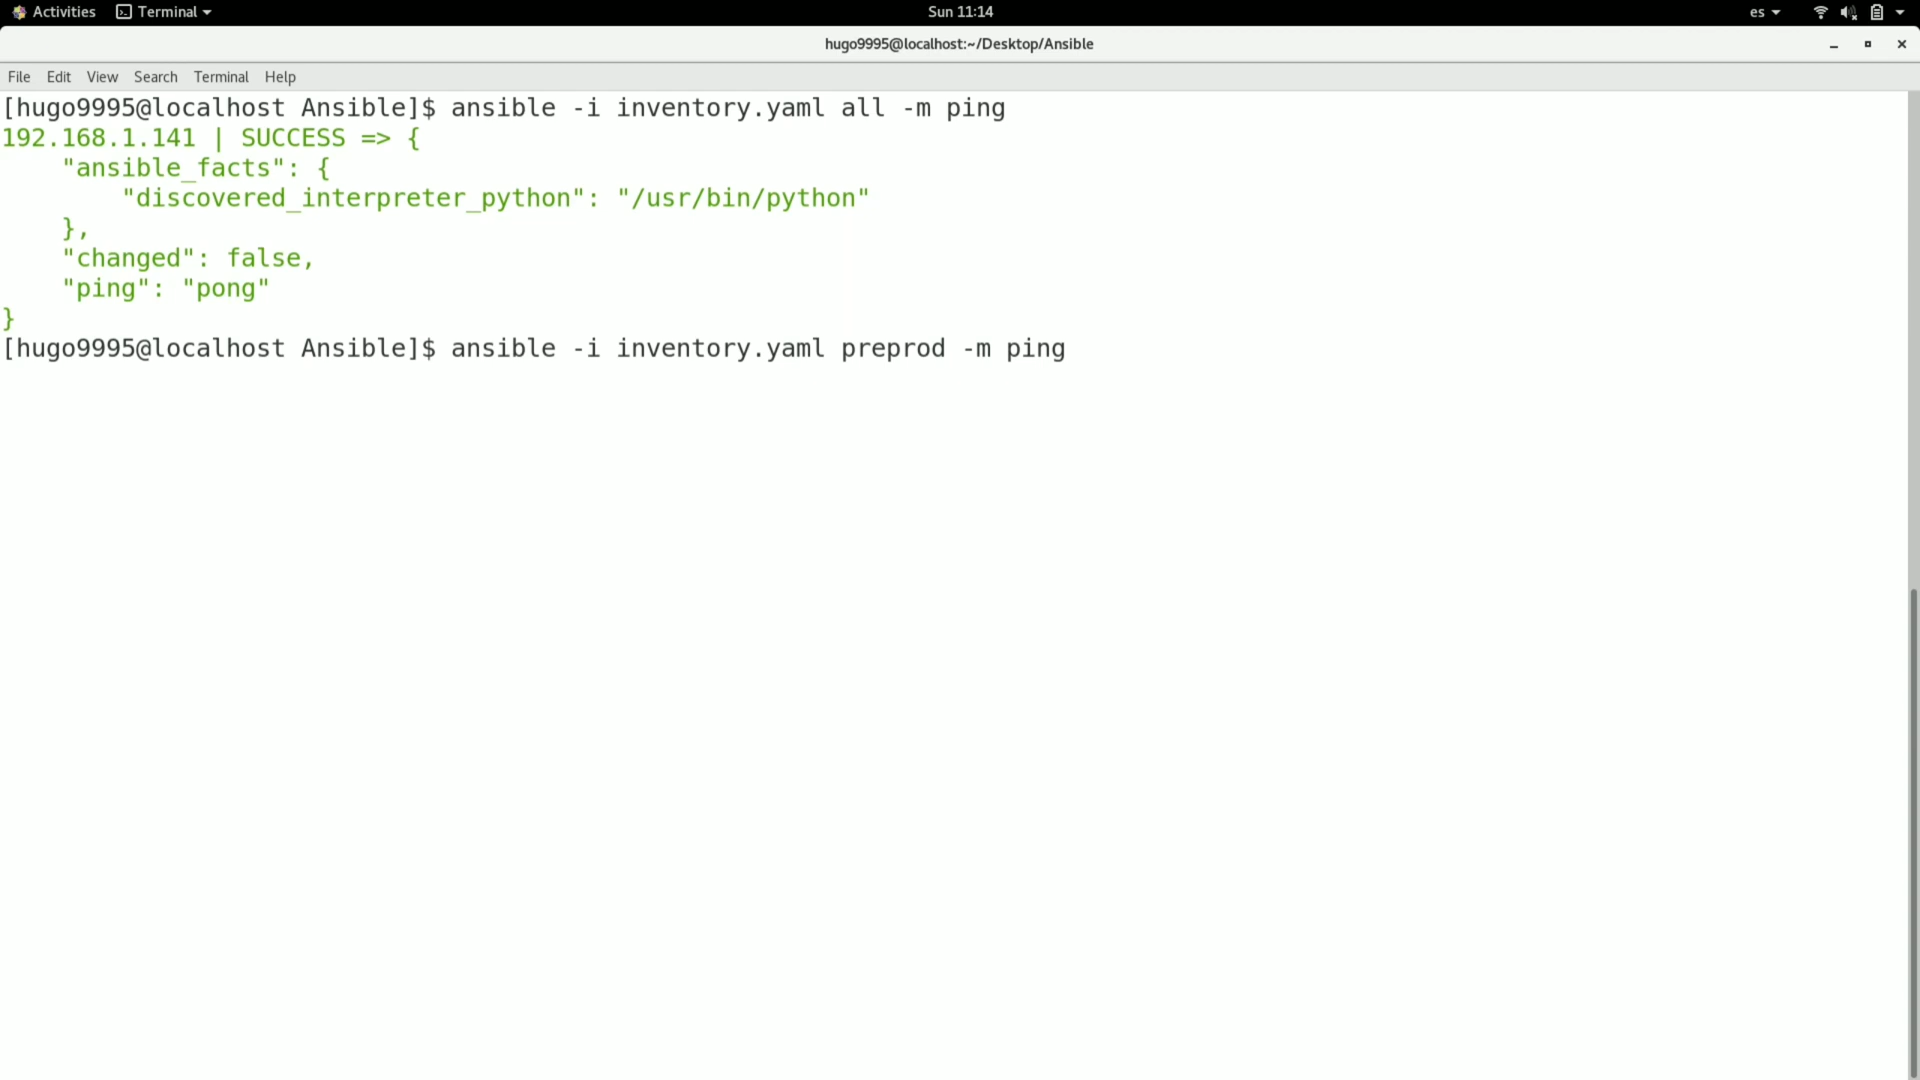 Activities Terminal Sun 11:14 es
hugo9995@localhost:~/Desktop/Ansible
File Edit View Search Terminal Help
[hugo9995@localhost Ansible]$ ansible -i inventory.yaml all -m ping
192.168.1.141 | SUCCESS => {
    "ansible_facts": {
        "discovered_interpreter_python": "/usr/bin/python"
    },
    "changed": false,
    "ping": "pong"
}
[hugo9995@localhost Ansible]$ ansible -i inventory.yaml preprod -m ping